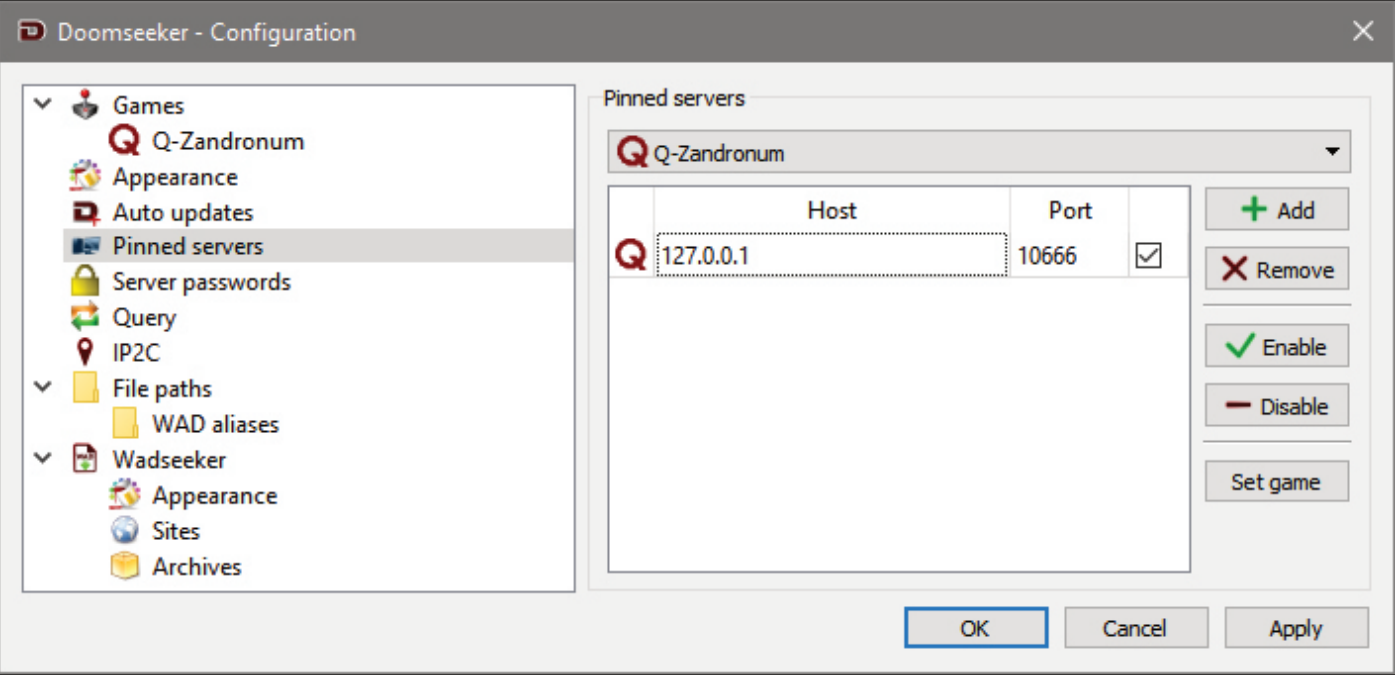 Doomseeker - Configuration
Games
Q-Zandronum
Appearance
Auto updates
Pinned servers
Server passwords
Query
IP2C
File paths
WAD aliases
Wadseeker
Appearance
Sites
Archives
Pinned servers
Q-Zandronum
Host Port
127.0.0.1 10666
Add
Remove
Enable
Disable
Set game
OK Cancel Apply